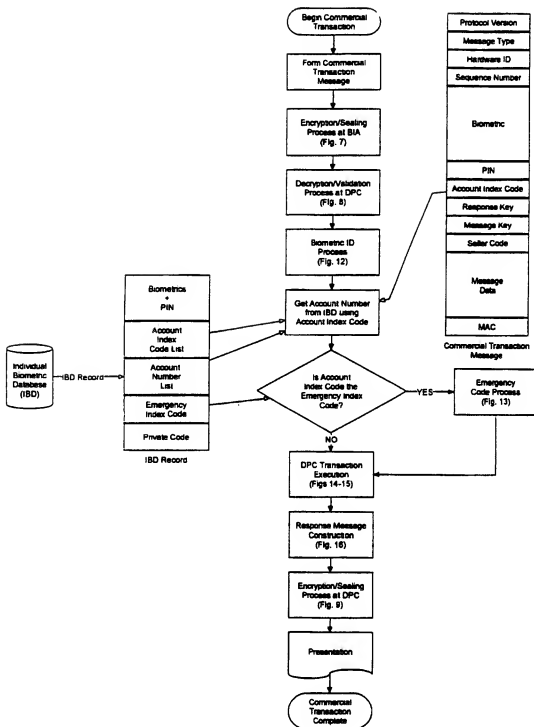 Begin Commercial
Transaction
Form Commercial
Transaction
Message
Encryption/Sealing
Process at BIA
(Fig. 7)
Decryption/Validation
Process at DPC
(Fig. 8)
Biometric ID
Process
(Fig. 12)
Get Account Number
from IBD using
Account Index Code
Is Account
Index Code the
Emergency Index
Code?
YES
Emergency
Code Process
(Fig. 13)
NO
DPC Transaction
Execution
(Figs 14-15)
Response Message
Construction
(Fig. 16)
Encryption/Sealing
Process at DPC
(Fig. 9)
Presentation
Commercial
Transaction
Complete
Individual
Biometric
Database
(IBD)
IBD Record
Biometrics
+
PIN
Account
Index
Code List
Account
Number
List
Emergency
Index Code
Private Code
IBD Record
Protocol Version
Message Type
Hardware ID
Sequence Number
Biometric
PIN
Account Index Code
Response Key
Message Key
Seller Code
Message
Data
MAC
Commercial Transaction
Message